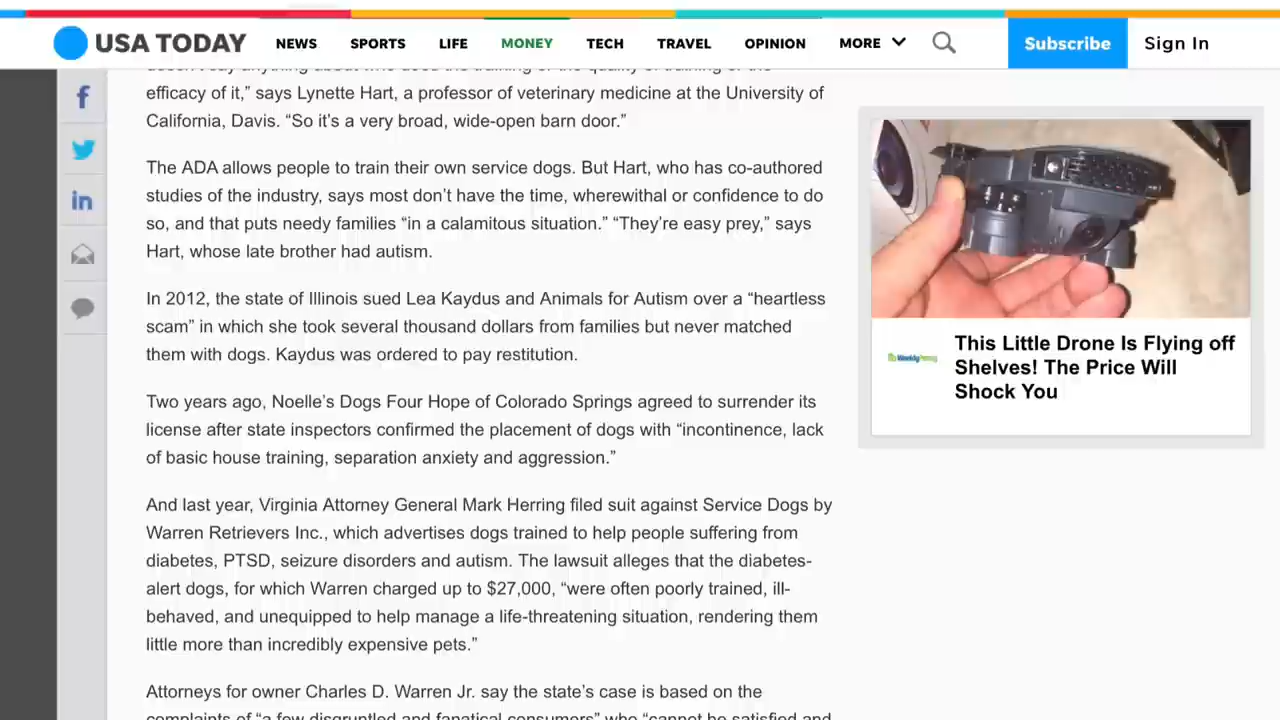 USA TODAY NEWS SPORTS LIFE MONEY TECH TRAVEL OPINION MORE Subscribe Sign In
efficacy of it,” says Lynette Hart, a professor of veterinary medicine at the University of
California, Davis. “So it’s a very broad, wide-open barn door.”
The ADA allows people to train their own service dogs. But Hart, who has co-authored
studies of the industry, says most don’t have the time, wherewithal or confidence to do
so, and that puts needy families “in a calamitous situation.” “They’re easy prey,” says
Hart, whose late brother had autism.
In 2012, the state of Illinois sued Lea Kaydus and Animals for Autism over a “heartless
scam” in which she took several thousand dollars from families but never matched
them with dogs. Kaydus was ordered to pay restitution.
Two years ago, Noelle’s Dogs Four Hope of Colorado Springs agreed to surrender its
license after state inspectors confirmed the placement of dogs with “incontinence, lack
of basic house training, separation anxiety and aggression.”
And last year, Virginia Attorney General Mark Herring filed suit against Service Dogs by
Warren Retrievers Inc., which advertises dogs trained to help people suffering from
diabetes, PTSD, seizure disorders and autism. The lawsuit alleges that the diabetes-
alert dogs, for which Warren charged up to $27,000, “were often poorly trained, ill-
behaved, and unequipped to help manage a life-threatening situation, rendering them
little more than incredibly expensive pets.”
Attorneys for owner Charles D. Warren Jr. say the state’s case is based on the
complaints of “a few disgruntled and fanatical consumers” who “cannot be satisfied and
This Little Drone Is Flying off
Shelves! The Price Will
Shock You